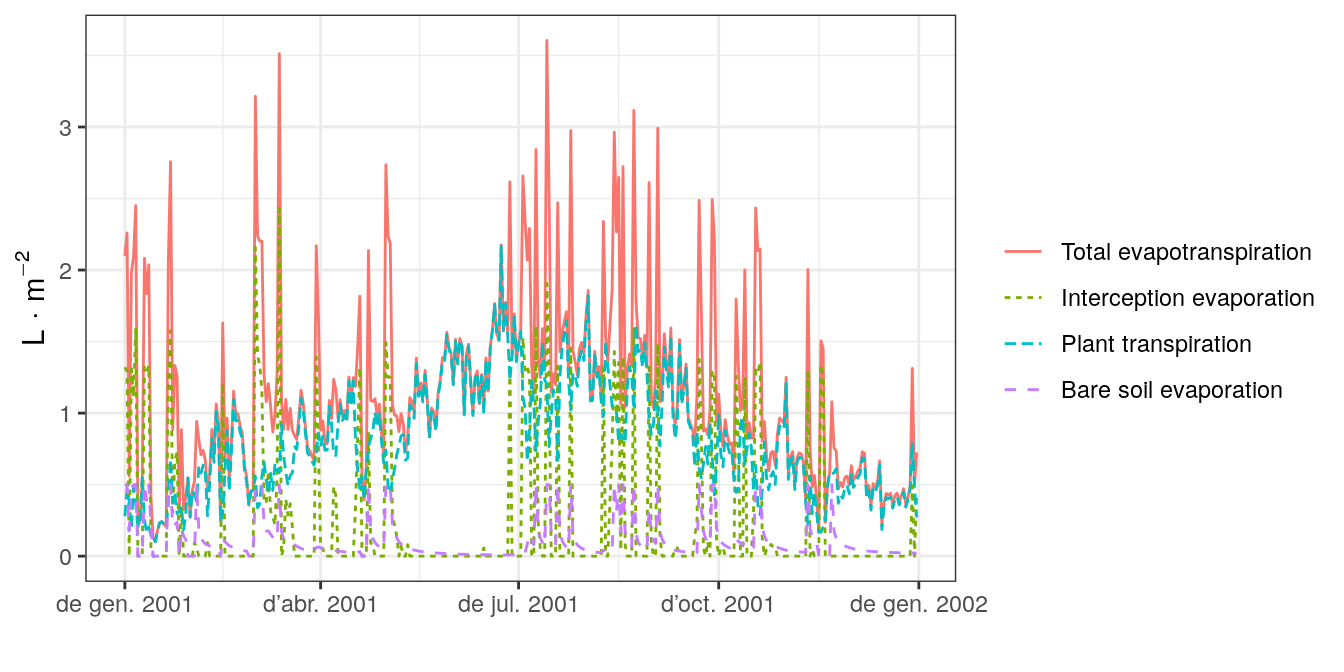 L · m⁻²
3
2
1
0
de gen. 2001 d’abr. 2001 de jul. 2001 d’oct. 2001 de gen. 2002
Total evapotranspiration
Interception evaporation
Plant transpiration
Bare soil evaporation